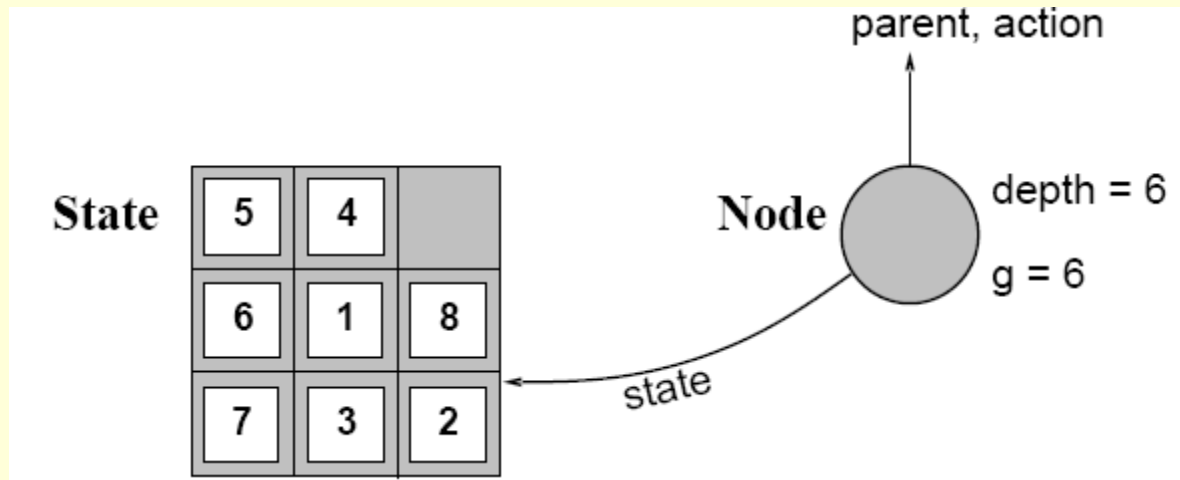 parent, action
State
5 4
6 1 8
7 3 2
Node
depth = 6
g = 6
state